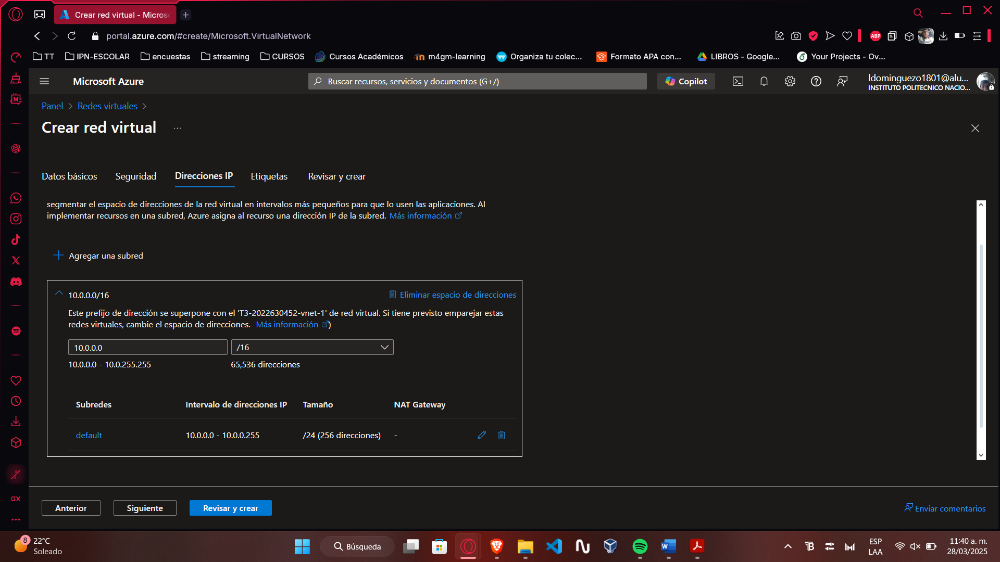 Crear red virtual - Micros
portal.azure.com/#create/Microsoft.VirtualNetwork
ABP
TT
IPN-ESCOLAR
encuestas
streaming
CURSOS
Cursos Académicos
m4gm-learning
Organiza tu colec...
Formato APA con...
LIBROS - Google...
Your Projects - Ov...
Microsoft Azure
Buscar recursos, servicios y documentos (G+/)
Copilot
ldominguezo1801@alu...
INSTITUTO POLITECNICO NACIO...
Panel > Redes virtuales >
Crear red virtual ...
Datos básicos
Seguridad
Direcciones IP
Etiquetas
Revisar y crear
segmentar el espacio de direcciones de la red virtual en intervalos más pequeños para que lo usen las aplicaciones. Al
implementar recursos en una subred, Azure asigna al recurso una dirección IP de la subred. Más información
Agregar una subred
10.0.0.0/16
Eliminar espacio de direcciones
Este prefijo de dirección se superpone con el 'T3-2022630452-vnet-1' de red virtual. Si tiene previsto emparejar estas
redes virtuales, cambie el espacio de direcciones. Más información )
10.0.0.0
/16
10.0.0.0 - 10.0.255.255
65,536 direcciones
Subredes
Intervalo de direcciones IP
Tamaño
NAT Gateway
default
10.0.0.0 - 10.0.0.255
/24 (256 direcciones)
-
GX
Anterior
Siguiente
Revisar y crear
Enviar comentarios
8
22°C
Soleado
Búsqueda
ESP
LAA
11:40 a. m.
28/03/2025